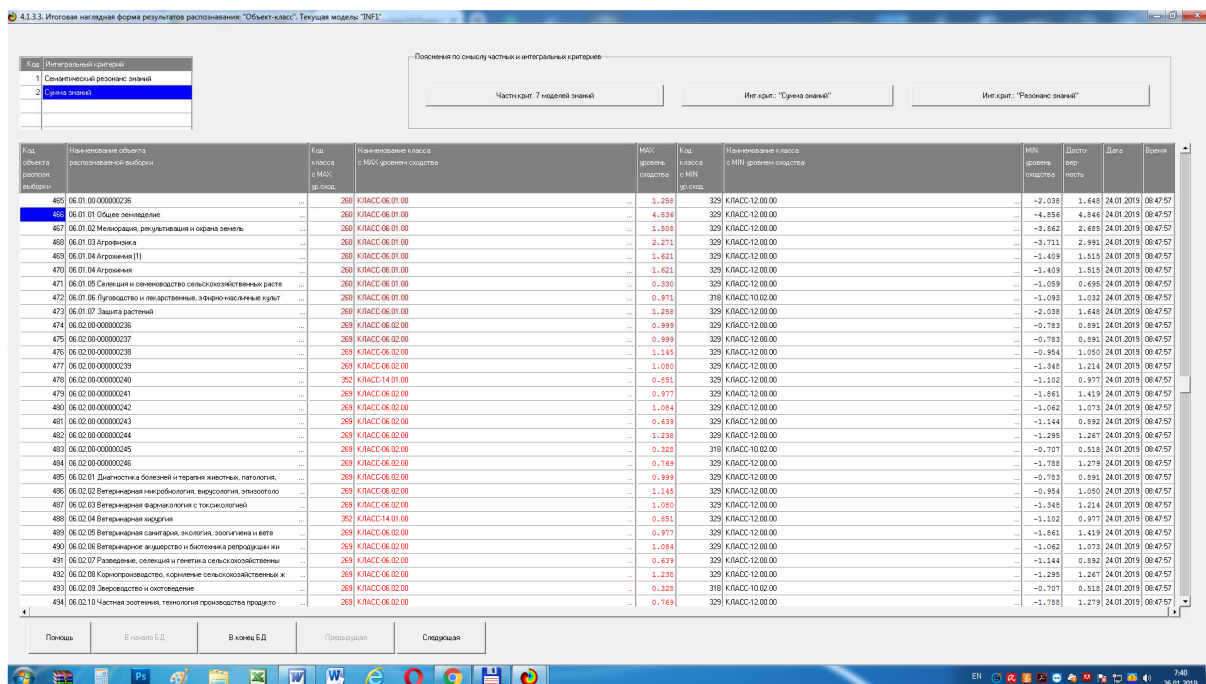 4.1.3.3. Итоговая наглядная форма результатов распознавания: "Объект-класс". Текущая модель: "INF1"
Пояснения по смыслу частных и интегральных критериев
Код Интегральный критерий
1 Семантический резонанс знаний
2 Сумма знаний
Частн.крит. 7 моделей знаний Инт.крит.: "Сумма знаний" Инт.крит.: "Резонанс знаний"
Код Наименование объекта Код Наименование класса MAX Код Наименование класса MIN Досто- Дата Время
объекта распознаваемой выборки класса с MAX уровнем сходства уровень класса с MIN уровнем сходства уровень вер-
распозн. с MAX сходства с MIN сходства ность
выборки ур.сход. ур.сход.
465 06.01.00-000000236 ... 260 КЛАСС-06.01.00 ... 1.258 329 КЛАСС-12.00.00 ... -2.038 1.648 24.01.2019 08:47:57
466 06.01.01 Общее земледелие ... 260 КЛАСС-06.01.00 ... 4.836 329 КЛАСС-12.00.00 ... -4.856 4.846 24.01.2019 08:47:57
467 06.01.02 Мелиорация, рекультивация и охрана земель ... 260 КЛАСС-06.01.00 ... 1.508 329 КЛАСС-12.00.00 ... -3.862 2.685 24.01.2019 08:47:57
468 06.01.03 Агрофизика ... 260 КЛАСС-06.01.00 ... 2.271 329 КЛАСС-12.00.00 ... -3.711 2.991 24.01.2019 08:47:57
469 06.01.04 Агрохимия (1) ... 260 КЛАСС-06.01.00 ... 1.621 329 КЛАСС-12.00.00 ... -1.409 1.515 24.01.2019 08:47:57
470 06.01.04 Агрохимия ... 260 КЛАСС-06.01.00 ... 1.621 329 КЛАСС-12.00.00 ... -1.409 1.515 24.01.2019 08:47:57
471 06.01.05 Селекция и семеноводство сельскохозяйственных расте ... 260 КЛАСС-06.01.00 ... 0.330 329 КЛАСС-12.00.00 ... -1.059 0.695 24.01.2019 08:47:57
472 06.01.06 Луговодство и лекарственные, эфирно-масличные культ ... 260 КЛАСС-06.01.00 ... 0.971 318 КЛАСС-10.02.00 ... -1.093 1.032 24.01.2019 08:47:57
473 06.01.07 Защита растений ... 260 КЛАСС-06.01.00 ... 1.258 329 КЛАСС-12.00.00 ... -2.038 1.648 24.01.2019 08:47:57
474 06.02.00-000000236 ... 269 КЛАСС-06.02.00 ... 0.999 329 КЛАСС-12.00.00 ... -0.783 0.891 24.01.2019 08:47:57
475 06.02.00-000000237 ... 269 КЛАСС-06.02.00 ... 0.999 329 КЛАСС-12.00.00 ... -0.783 0.891 24.01.2019 08:47:57
476 06.02.00-000000238 ... 269 КЛАСС-06.02.00 ... 1.145 329 КЛАСС-12.00.00 ... -0.954 1.050 24.01.2019 08:47:57
477 06.02.00-000000239 ... 269 КЛАСС-06.02.00 ... 1.080 329 КЛАСС-12.00.00 ... -1.348 1.214 24.01.2019 08:47:57
478 06.02.00-000000240 ... 352 КЛАСС-14.01.00 ... 0.851 329 КЛАСС-12.00.00 ... -1.102 0.977 24.01.2019 08:47:57
479 06.02.00-000000241 ... 269 КЛАСС-06.02.00 ... 0.977 329 КЛАСС-12.00.00 ... -1.861 1.419 24.01.2019 08:47:57
480 06.02.00-000000242 ... 269 КЛАСС-06.02.00 ... 1.084 329 КЛАСС-12.00.00 ... -1.062 1.073 24.01.2019 08:47:57
481 06.02.00-000000243 ... 269 КЛАСС-06.02.00 ... 0.639 329 КЛАСС-12.00.00 ... -1.144 0.892 24.01.2019 08:47:57
482 06.02.00-000000244 ... 269 КЛАСС-06.02.00 ... 1.238 329 КЛАСС-12.00.00 ... -1.295 1.267 24.01.2019 08:47:57
483 06.02.00-000000245 ... 269 КЛАСС-06.02.00 ... 0.328 318 КЛАСС-10.02.00 ... -0.707 0.518 24.01.2019 08:47:57
484 06.02.00-000000246 ... 269 КЛАСС-06.02.00 ... 0.769 329 КЛАСС-12.00.00 ... -1.788 1.279 24.01.2019 08:47:57
485 06.02.01 Диагностика болезней и терапия животных, патология, ... 269 КЛАСС-06.02.00 ... 0.999 329 КЛАСС-12.00.00 ... -0.783 0.891 24.01.2019 08:47:57
486 06.02.02 Ветеринарная микробиология, вирусология, эпизоотоло ... 269 КЛАСС-06.02.00 ... 1.145 329 КЛАСС-12.00.00 ... -0.954 1.050 24.01.2019 08:47:57
487 06.02.03 Ветеринарная фармакология с токсикологией ... 269 КЛАСС-06.02.00 ... 1.080 329 КЛАСС-12.00.00 ... -1.348 1.214 24.01.2019 08:47:57
488 06.02.04 Ветеринарная хирургия ... 352 КЛАСС-14.01.00 ... 0.851 329 КЛАСС-12.00.00 ... -1.102 0.977 24.01.2019 08:47:57
489 06.02.05 Ветеринарная санитария, экология, зоогигиена и вете ... 269 КЛАСС-06.02.00 ... 0.977 329 КЛАСС-12.00.00 ... -1.861 1.419 24.01.2019 08:47:57
490 06.02.06 Ветеринарное акушерство и биотехника репродукции жи ... 269 КЛАСС-06.02.00 ... 1.084 329 КЛАСС-12.00.00 ... -1.062 1.073 24.01.2019 08:47:57
491 06.02.07 Разведение, селекция и генетика сельскохозяйственны ... 269 КЛАСС-06.02.00 ... 0.639 329 КЛАСС-12.00.00 ... -1.144 0.892 24.01.2019 08:47:57
492 06.02.08 Кормопроизводство, кормление сельскохозяйственных ж ... 269 КЛАСС-06.02.00 ... 1.238 329 КЛАСС-12.00.00 ... -1.295 1.267 24.01.2019 08:47:57
493 06.02.09 Звероводство и охотоведение ... 269 КЛАСС-06.02.00 ... 0.328 318 КЛАСС-10.02.00 ... -0.707 0.518 24.01.2019 08:47:57
494 06.02.10 Частная зоотехния, технология производства продукто ... 269 КЛАСС-06.02.00 ... 0.769 329 КЛАСС-12.00.00 ... -1.788 1.279 24.01.2019 08:47:57
Помощь В начало БД В конец БД Предыдущая Следующая
EN 7:40
26.01.2019